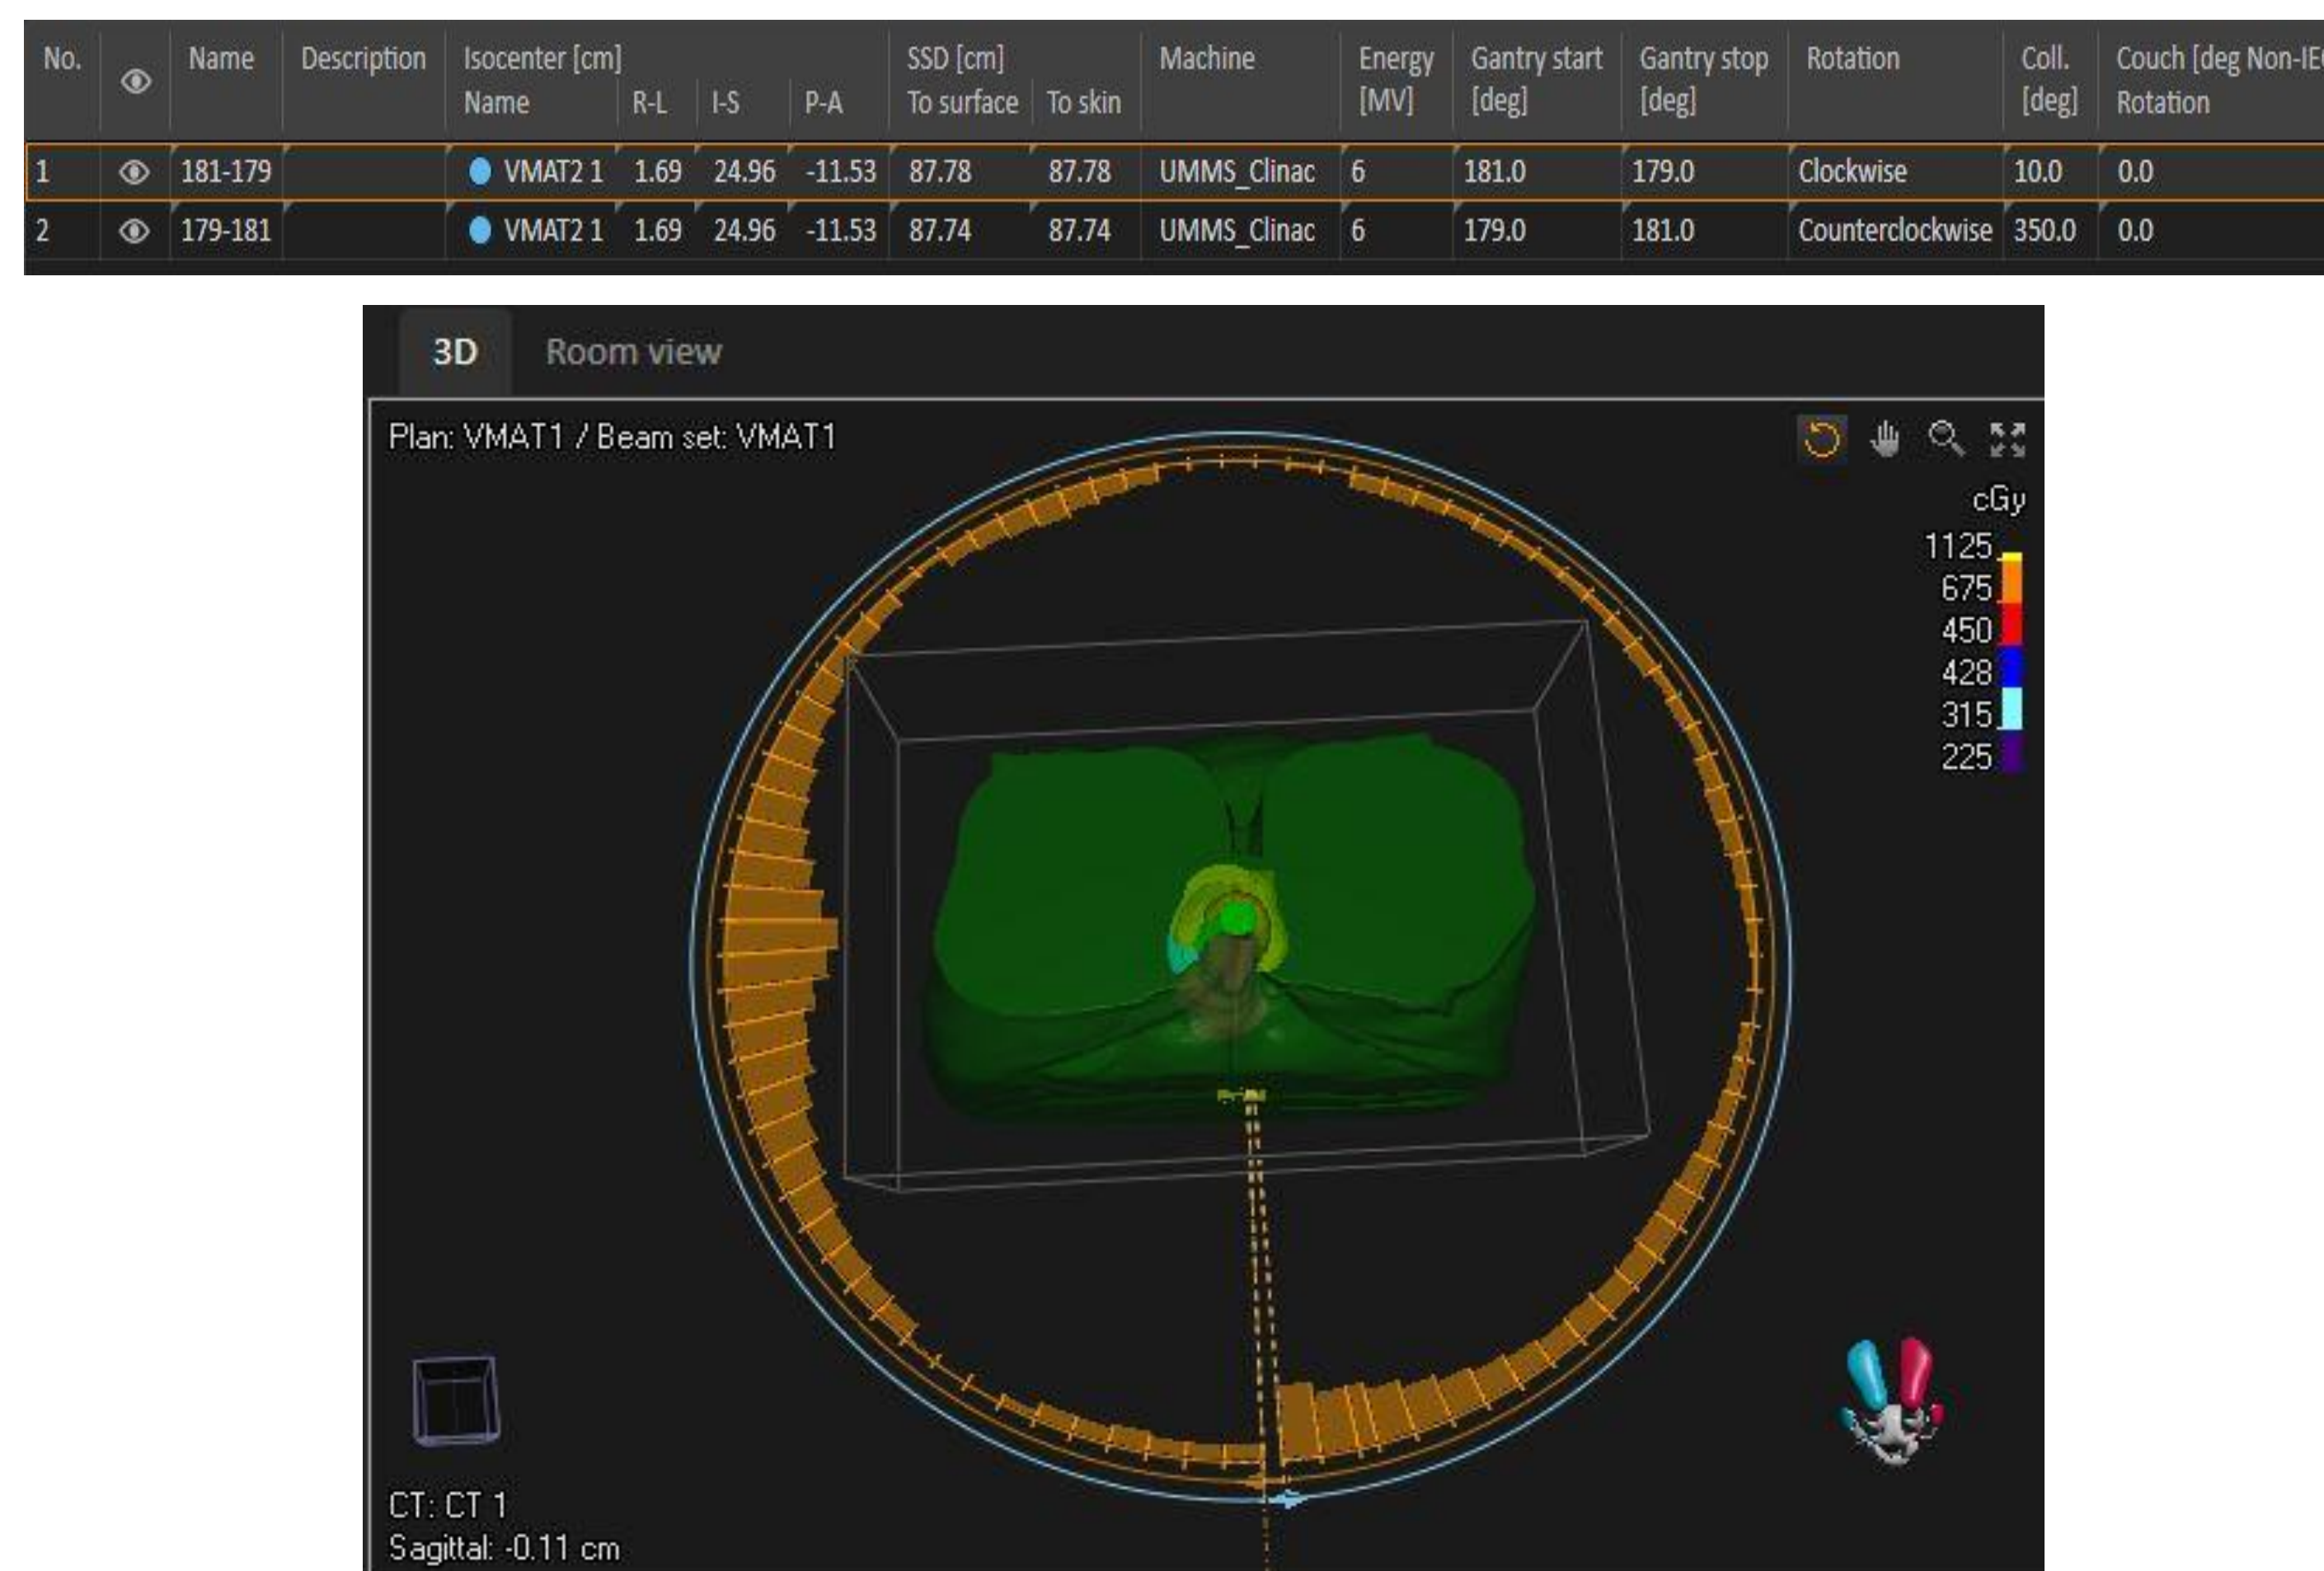 No. Name Description Isocenter [cm] SSD [cm] Machine Energy Gantry start Gantry stop Rotation Coll. Couch [deg Non-IE
Name R-L I-S P-A To surface To skin [MV] [deg] [deg] [deg] Rotation
1 181-179 VMAT2 1 1.69 24.96 -11.53 87.78 87.78 UMMS_Clinac 6 181.0 179.0 Clockwise 10.0 0.0
2 179-181 VMAT2 1 1.69 24.96 -11.53 87.74 87.74 UMMS_Clinac 6 179.0 181.0 Counterclockwise 350.0 0.0
3D Room view
Plan: VMAT1 / Beam set: VMAT1
cGy
1125
675
450
428
315
225
CT: CT 1
Sagittal: -0.11 cm